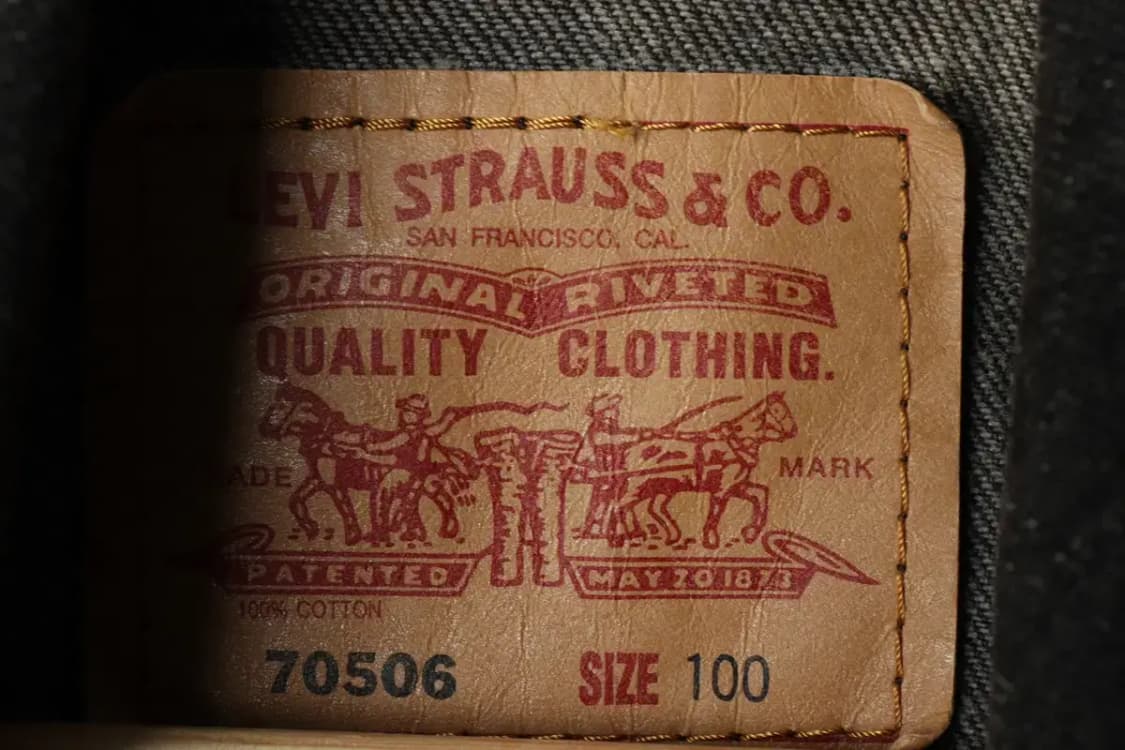 LEVI STRAUSS & CO.
SAN FRANCISCO, CAL.
ORIGINAL RIVETED
QUALITY CLOTHING.
ADE MARK
PATENTED MAY 20 1873
100% COTTON
70506 SIZE 100